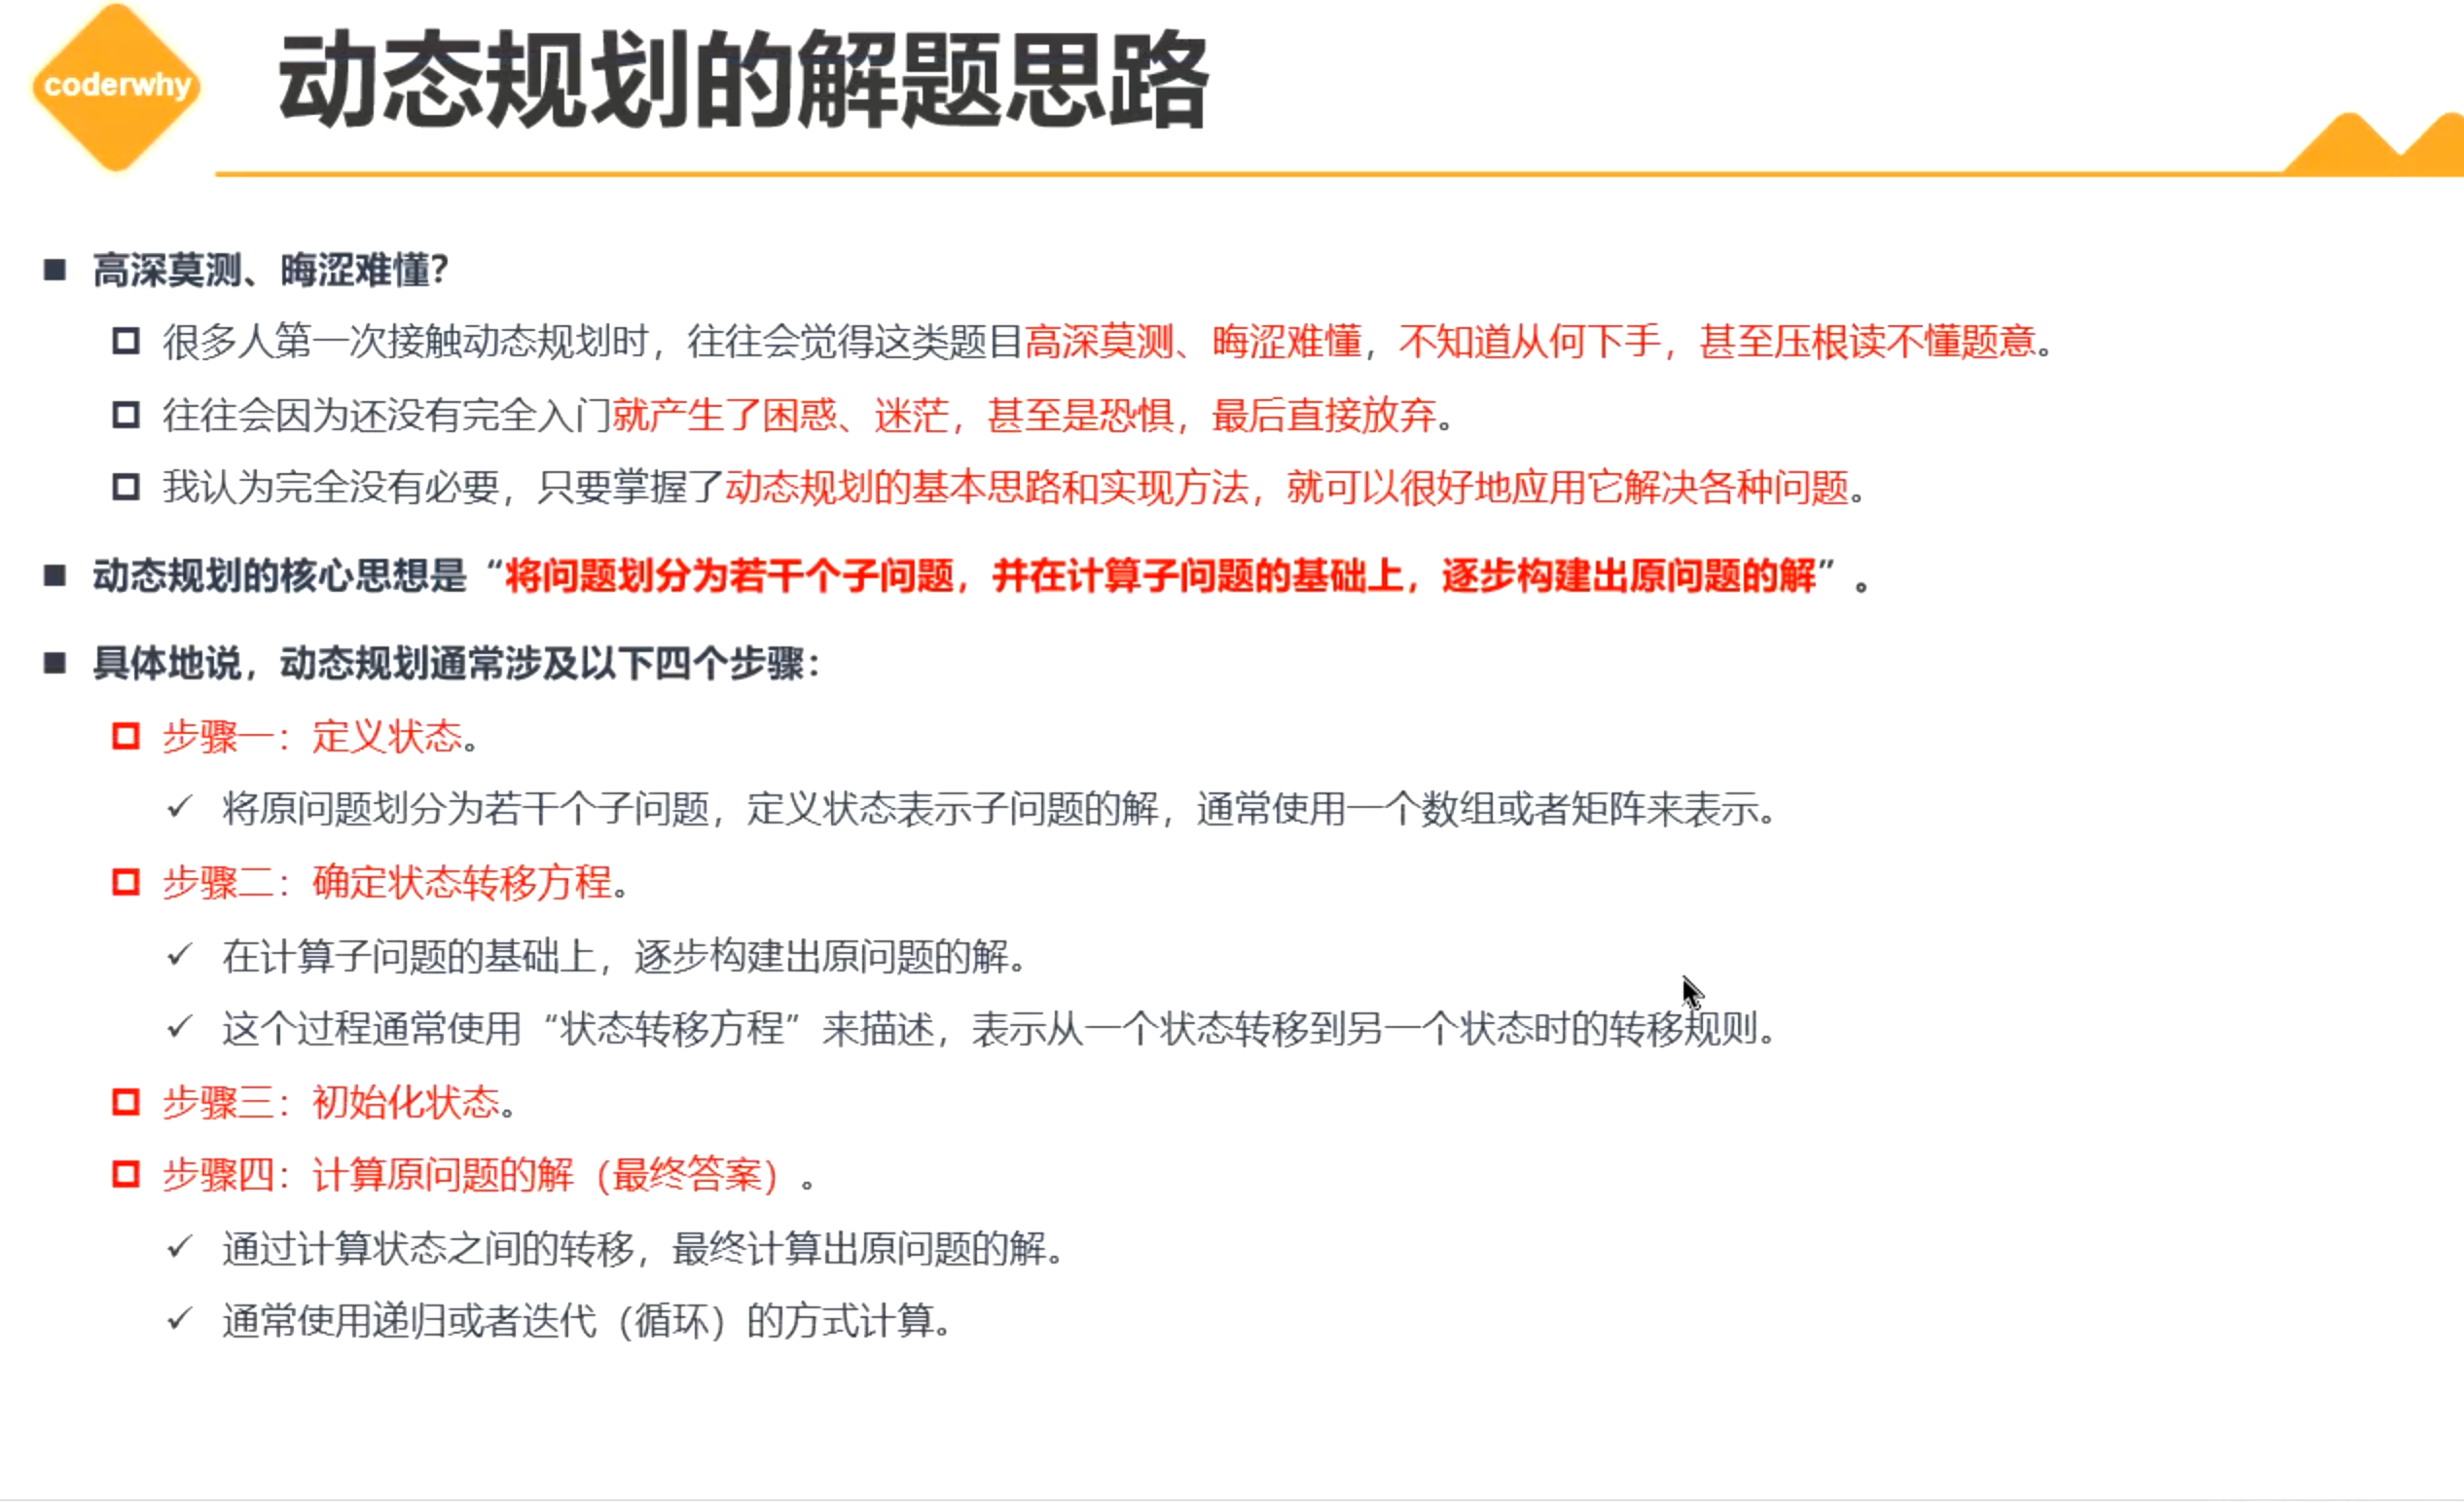 coderwhy
动态规划的解题思路
高深莫测、晦涩难懂?
很多人第一次接触动态规划时，往往会觉得这类题目高深莫测、晦涩难懂，不知道从何下手，甚至压根读不懂题意。
往往会因为还没有完全入门就产生了困惑、迷茫，甚至是恐惧，最后直接放弃。
我认为完全没有必要，只要掌握了动态规划的基本思路和实现方法，就可以很好地应用它解决各种问题。
动态规划的核心思想是“将问题划分为若干个子问题，并在计算子问题的基础上，逐步构建出原问题的解”。
具体地说，动态规划通常涉及以下四个步骤：
步骤一：定义状态。
将原问题划分为若干个子问题，定义状态表示子问题的解，通常使用一个数组或者矩阵来表示。
步骤二：确定状态转移方程。
在计算子问题的基础上，逐步构建出原问题的解。
这个过程通常使用“状态转移方程”来描述，表示从一个状态转移到另一个状态时的转移规则。
步骤三：初始化状态。
步骤四：计算原问题的解（最终答案）。
通过计算状态之间的转移，最终计算出原问题的解。
通常使用递归或者迭代（循环）的方式计算。